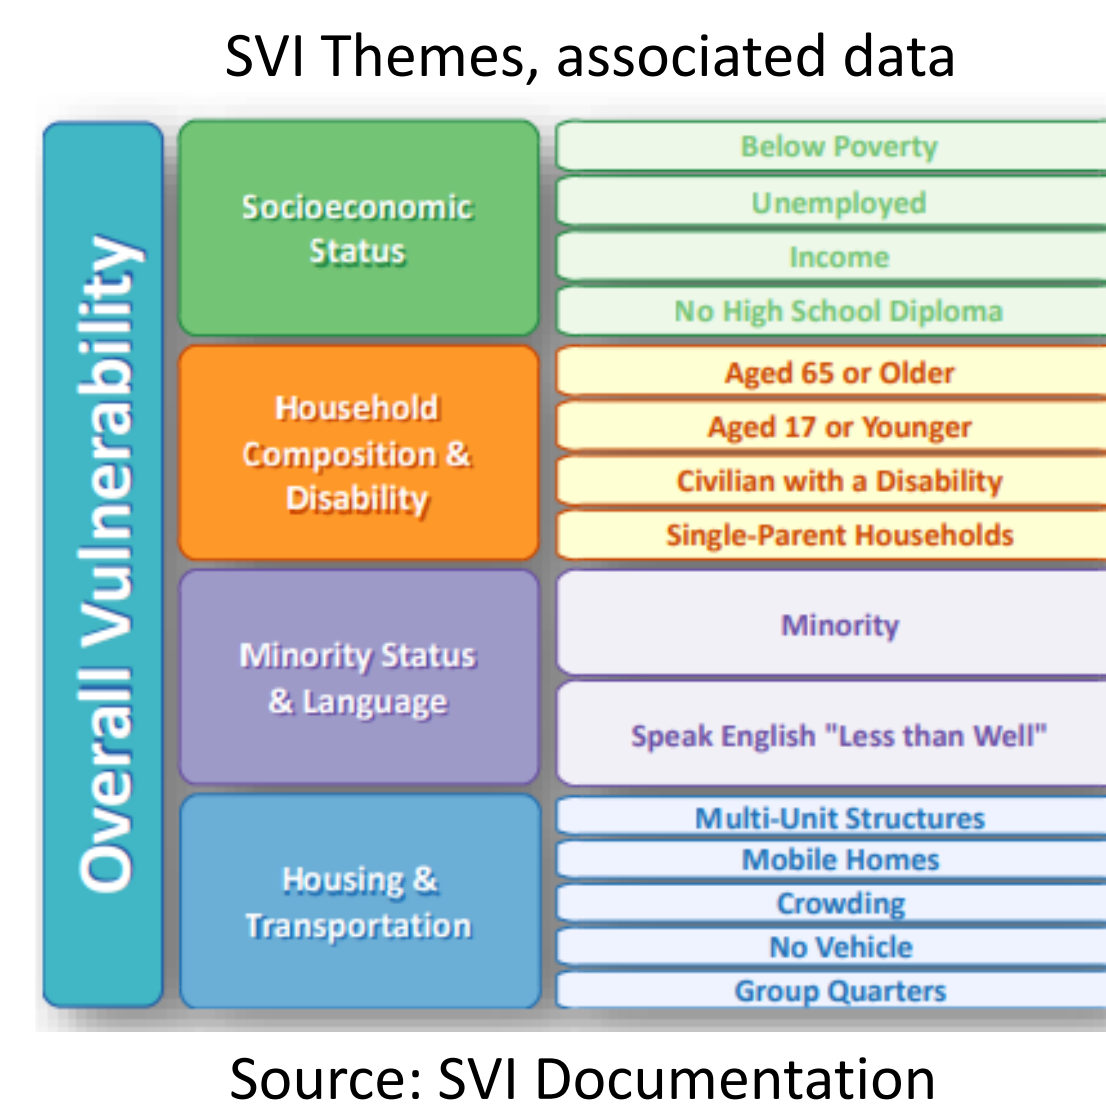 SVI Themes, associated data
Overall Vulnerability
Socioeconomic
Status
Below Poverty
Unemployed
Income
No High School Diploma
Household
Composition &
Disability
Aged 65 or Older
Aged 17 or Younger
Civilian with a Disability
Single-Parent Households
Minority Status
& Language
Minority
Speak English "Less than Well"
Housing &
Transportation
Multi-Unit Structures
Mobile Homes
Crowding
No Vehicle
Group Quarters
Source: SVI Documentation